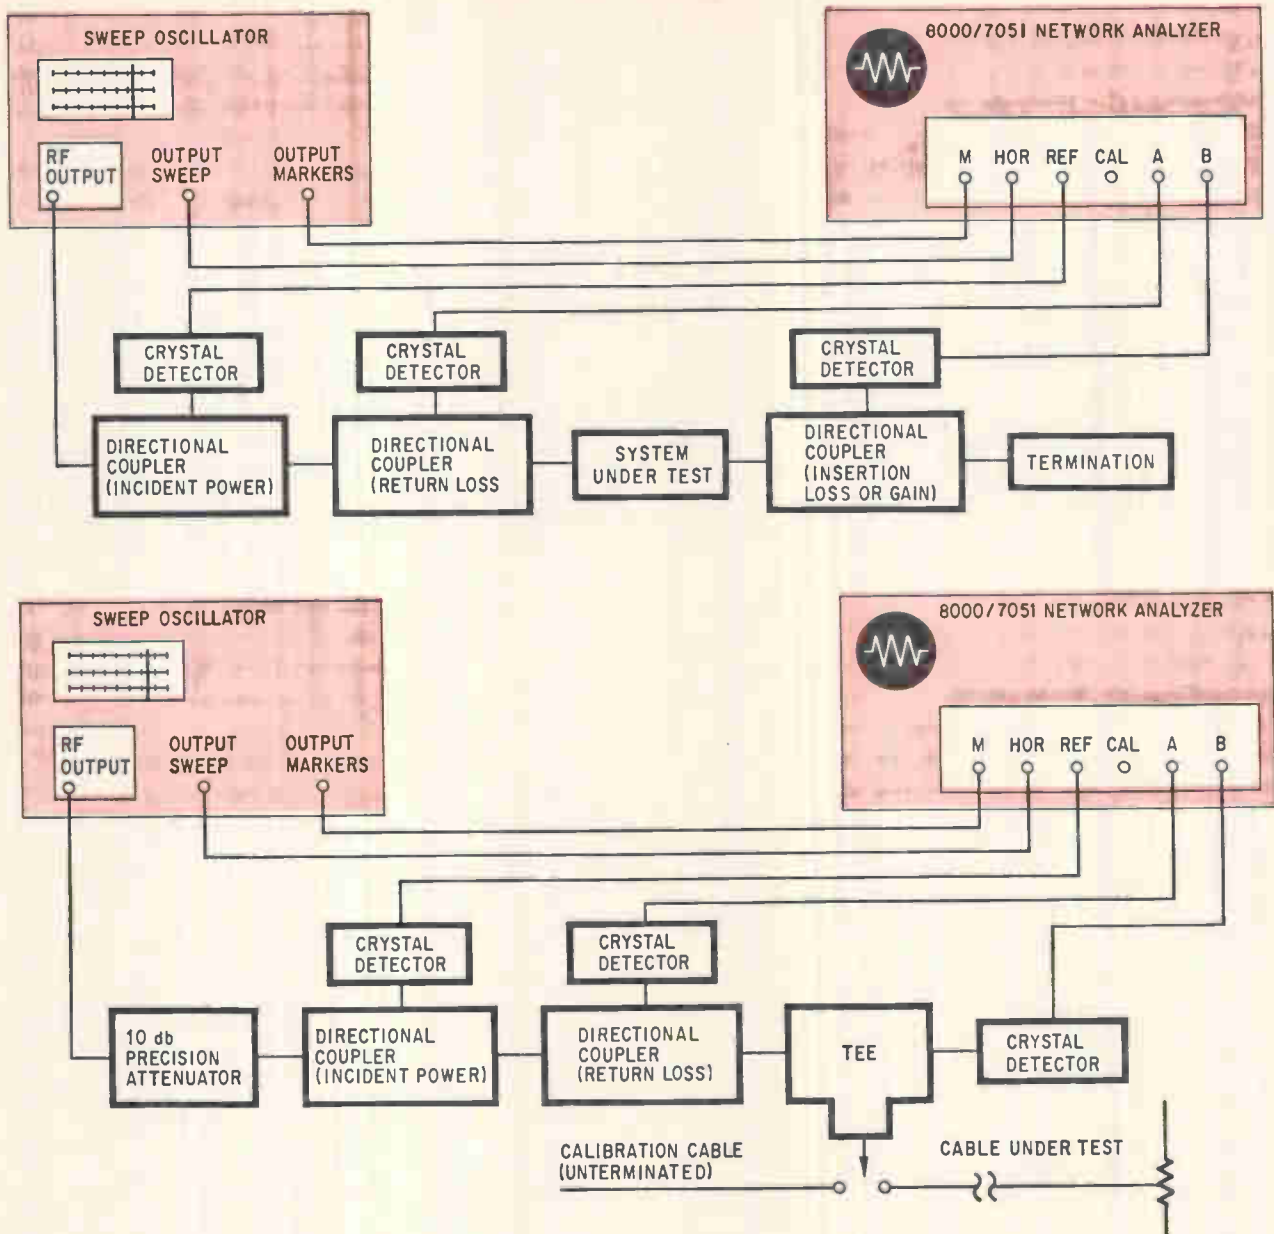 SWEEP OSCILLATOR
8000/7051 NETWORK ANALYZER
RF
OUTPUT
OUTPUT
SWEEP
OUTPUT
MARKERS
M HOR REF CAL A B
CRYSTAL
DETECTOR
CRYSTAL
DETECTOR
CRYSTAL
DETECTOR
DIRECTIONAL
COUPLER
(INCIDENT POWER)
DIRECTIONAL
COUPLER
(RETURN LOSS
SYSTEM
UNDER TEST
DIRECTIONAL
COUPLER
(INSERTION
LOSS OR GAIN)
TERMINATION
SWEEP OSCILLATOR
8000/7051 NETWORK ANALYZER
RF
OUTPUT
OUTPUT
SWEEP
OUTPUT
MARKERS
M HOR REF CAL A B
CRYSTAL
DETECTOR
CRYSTAL
DETECTOR
10 db
PRECISION
ATTENUATOR
DIRECTIONAL
COUPLER
(INCIDENT POWER)
DIRECTIONAL
COUPLER
(RETURN LOSS)
TEE
CRYSTAL
DETECTOR
CALIBRATION CABLE
(UNTERMINATED)
CABLE UNDER TEST